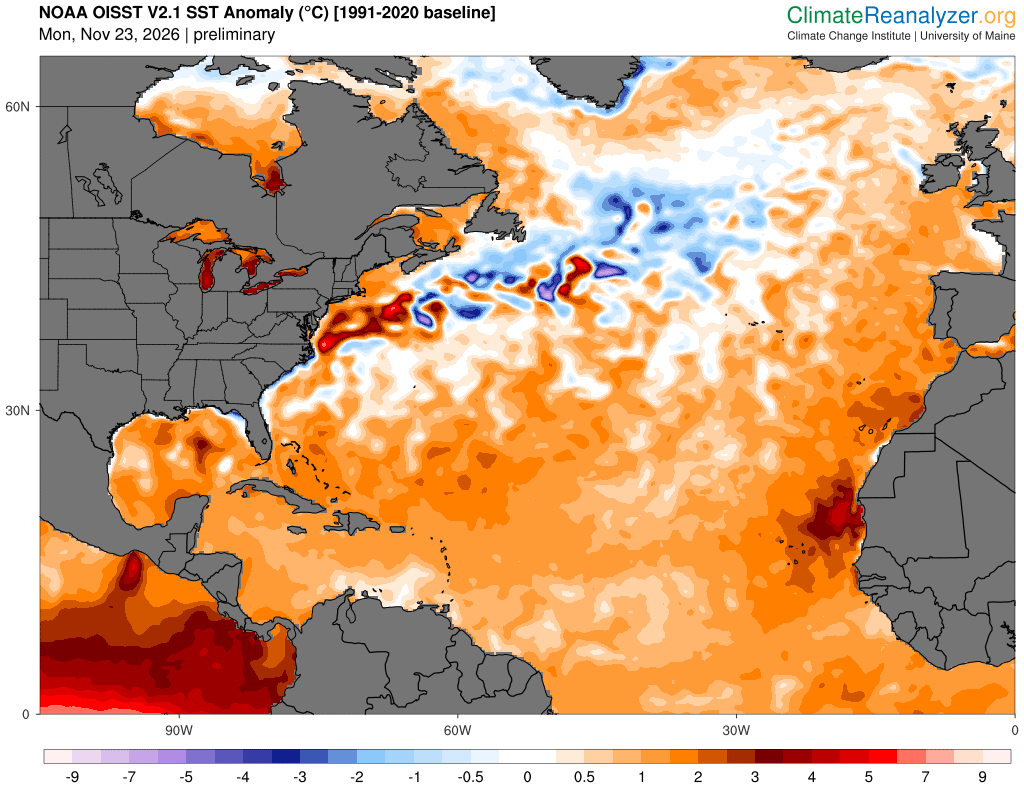 NOAA OISST V2.1 SST Anomaly (°C) [1991-2020 baseline]
Mon, Nov 23, 2026 | preliminary
ClimateReanalyzer.org
Climate Change Institute | University of Maine
60N
30N
0
90W
60W
30W
0
-9 -7 -5 -4 -3 -2 -1 -0.5 0 0.5 1 2 3 4 5 7 9